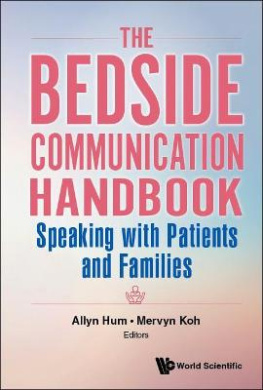 THE
BEDSIDE
COMMUNICATION
HANDBOOK
Speaking with Patients
and Families
Allyn Hum • Mervyn Koh
Editors
World Scientific